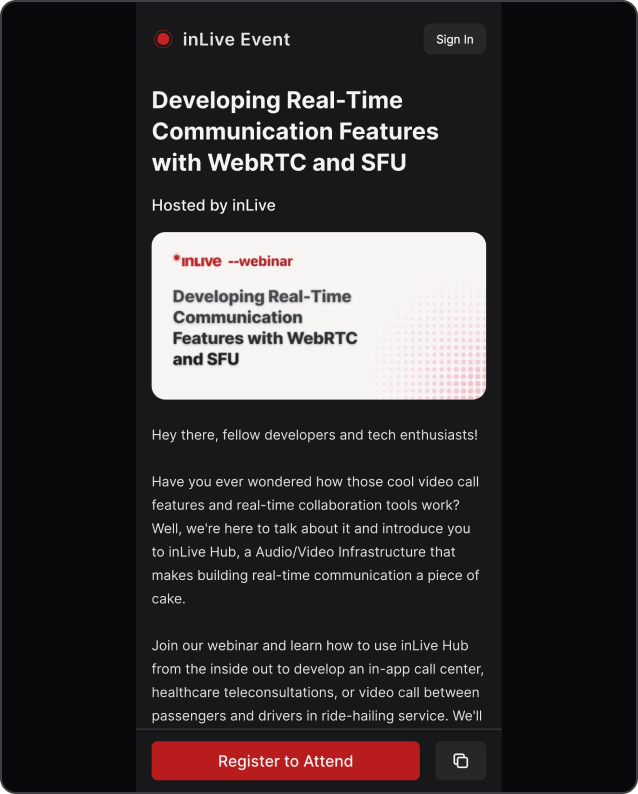 inLive Event
Sign In
Developing Real-Time
Communication Features
with WebRTC and SFU
Hosted by inLive
INLIVE --webinar
Developing Real-Time
Communication
Features with WebRTC
and SFU
Hey there, fellow developers and tech enthusiasts!
Have you ever wondered how those cool video call
features and real-time collaboration tools work?
Well, we're here to talk about it and introduce you
to inLive Hub, a Audio/Video Infrastructure that
makes building real-time communication a piece of
cake.
Join our webinar and learn how to use inLive Hub
from the inside out to develop an in-app call center,
healthcare teleconsultations, or video call between
passengers and drivers in ride-hailing service. We'll
Register to Attend